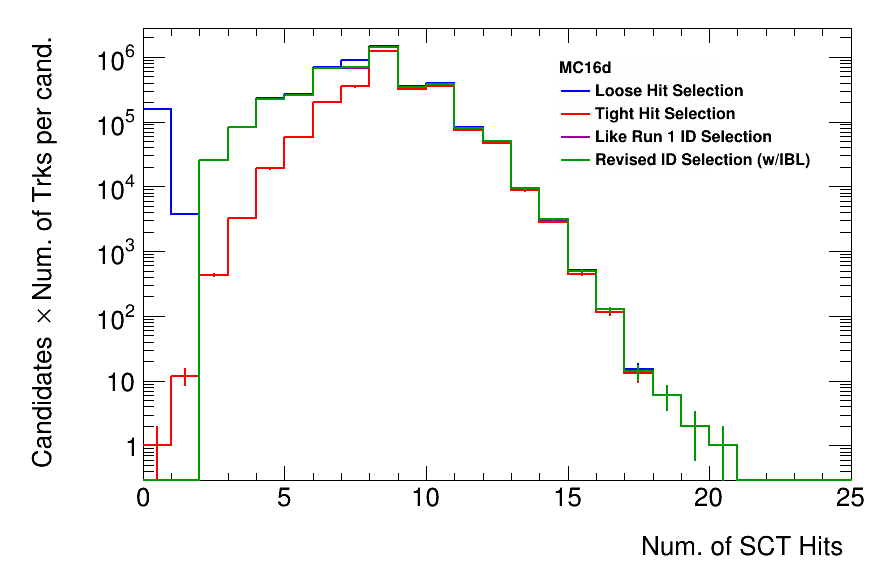 Candidates × Num. of Trks per cand.
10⁶
10⁵
10⁴
10³
10²
10
1
MC16d
Loose Hit Selection
Tight Hit Selection
Like Run 1 ID Selection
Revised ID Selection (w/IBL)
0 5 10 15 20 25
Num. of SCT Hits